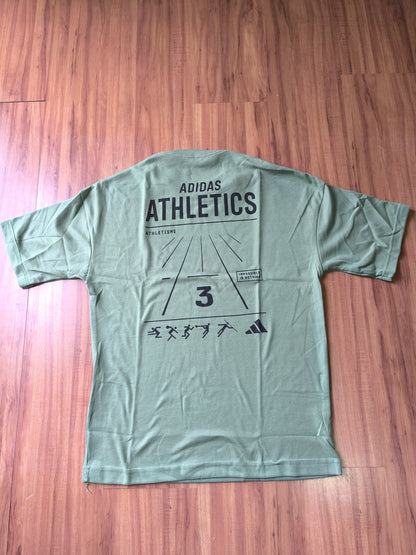 ADIDAS
ATHLETICS
ATHLETISME
IMPOSSIBLE
IS NOTHING
3